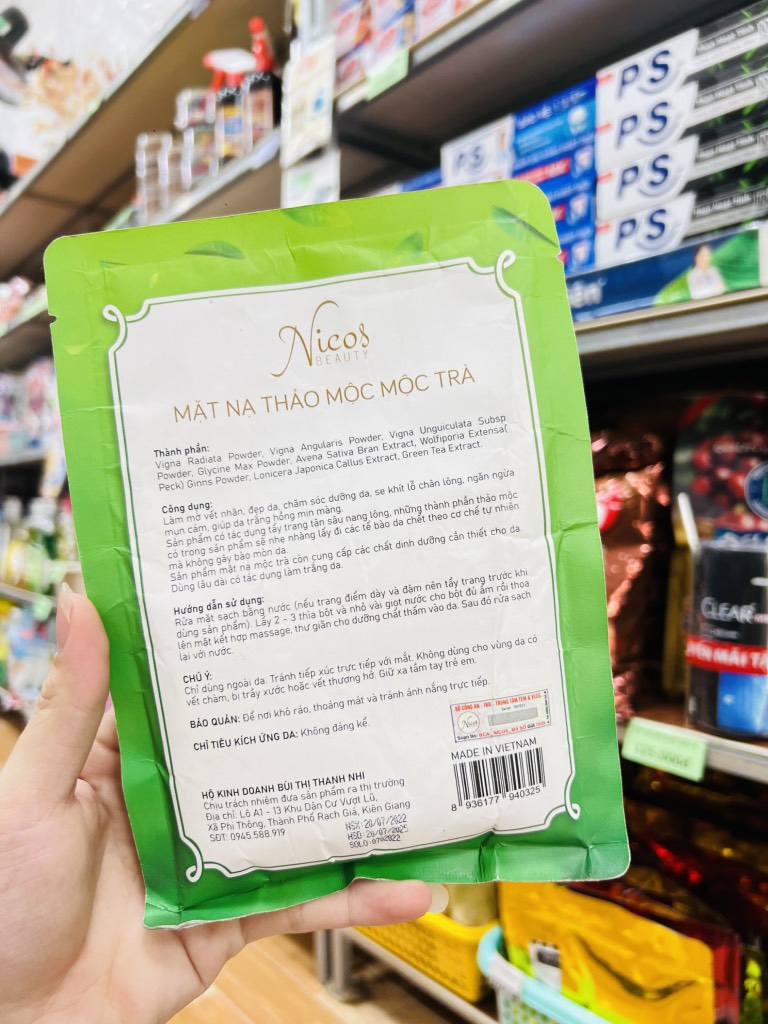 Nicos
BEAUTY
MẶT NẠ THẢO MỘC MỘC TRÀ
Thành phần:
Vigna Radiata Powder, Vigna Angularis Powder, Vigna Unguiculata Subsp
Powder, Glycine Max Powder, Avena Sativa Bran Extract, Wolfiporia Extensa(
Peck) Ginns Powder, Lonicera Japonica Callus Extract, Green Tea Extract.
Công dụng:
Làm mờ vết nhăn, đẹp da, chăm sóc dưỡng da, se khít lỗ chân lông, ngăn ngừa
mụn cám, giúp da trắng hồng mịn màng.
Sản phẩm có tác dụng tẩy trang tận sâu nang lông, những thành phần thảo mộc
có trong sản phẩm sẽ nhẹ nhàng lấy đi các tế bào da chết theo cơ chế tự nhiên
mà không gây bào mòn da.
Sản phẩm mặt nạ mộc trà còn cung cấp các chất dinh dưỡng cần thiết cho da.
Dùng lâu dài có tác dụng làm trắng da.
Hướng dẫn sử dụng:
Rửa mặt sạch bằng nước (nếu trang điểm dày và đậm nên tẩy trang trước khi
dùng sản phẩm). Lấy 2 - 3 thìa bột và nhỏ vài giọt nước cho bột đủ ẩm rồi thoa
lên mặt kết hợp massage, thư giãn cho dưỡng chất thấm vào da. Sau đó rửa sạch
lại với nước.
CHÚ Ý:
Chỉ dùng ngoài da. Tránh tiếp xúc trực tiếp với mắt. Không dùng cho vùng da có
vết chàm, bị trầy xước hoặc vết thương hở. Giữ xa tầm tay trẻ em.
BẢO QUẢN: Để nơi khô ráo, thoáng mát và tránh ánh nắng trực tiếp.
CHỈ TIÊU KÍCH ỨNG DA: Không đáng kể.
BỘ CÔNG AN - TRUNG TÂM TEM &
Nicos
MADE IN VIETNAM
8 936177 940325
HỘ KINH DOANH BÙI THỊ THANH NHI
Chịu trách nhiệm đưa sản phẩm ra thị trường
Địa chỉ: Lô A1 - 13 Khu Dân Cư Vượt Lũ,
Xã Phi Thông, Thành Phố Rạch Giá, Kiên Giang
SĐT: 0945.588.919
NSX:20/07/2022
HSD:20/07/2025
SOLO:072022
P/S
P/S
P/S
P/S
P/S
CLEAR